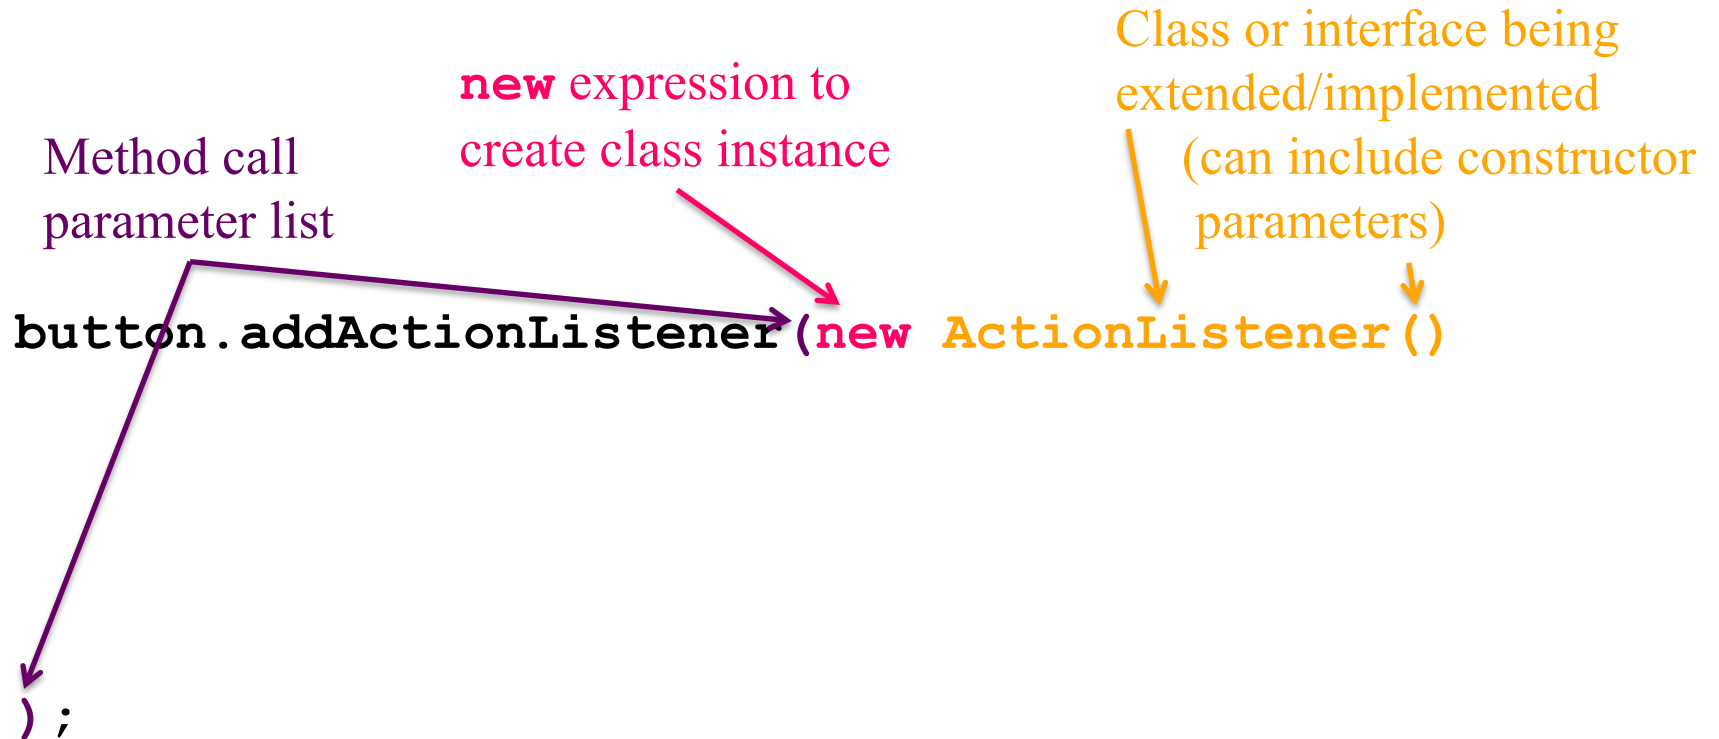 Class or interface being
extended/implemented
(can include constructor
parameters)
new expression to
create class instance
Method call
parameter list
button.addActionListener(new ActionListener()
);